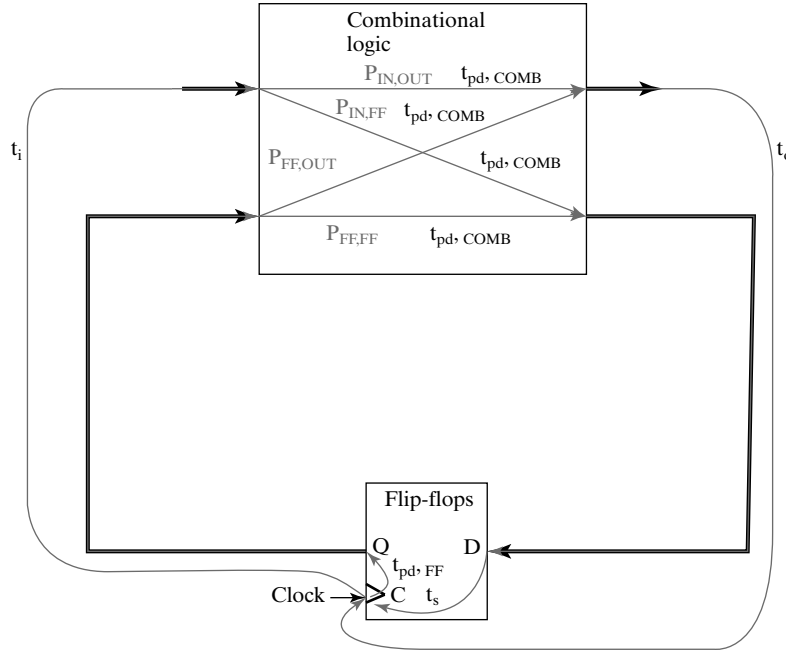 Combinational
logic
P_IN,OUT t_pd, COMB
P_IN,FF t_pd, COMB
t_i
P_FF,OUT t_pd, COMB
P_FF,FF t_pd, COMB
Flip-flops
Q D
t_pd, FF
Clock C t_s